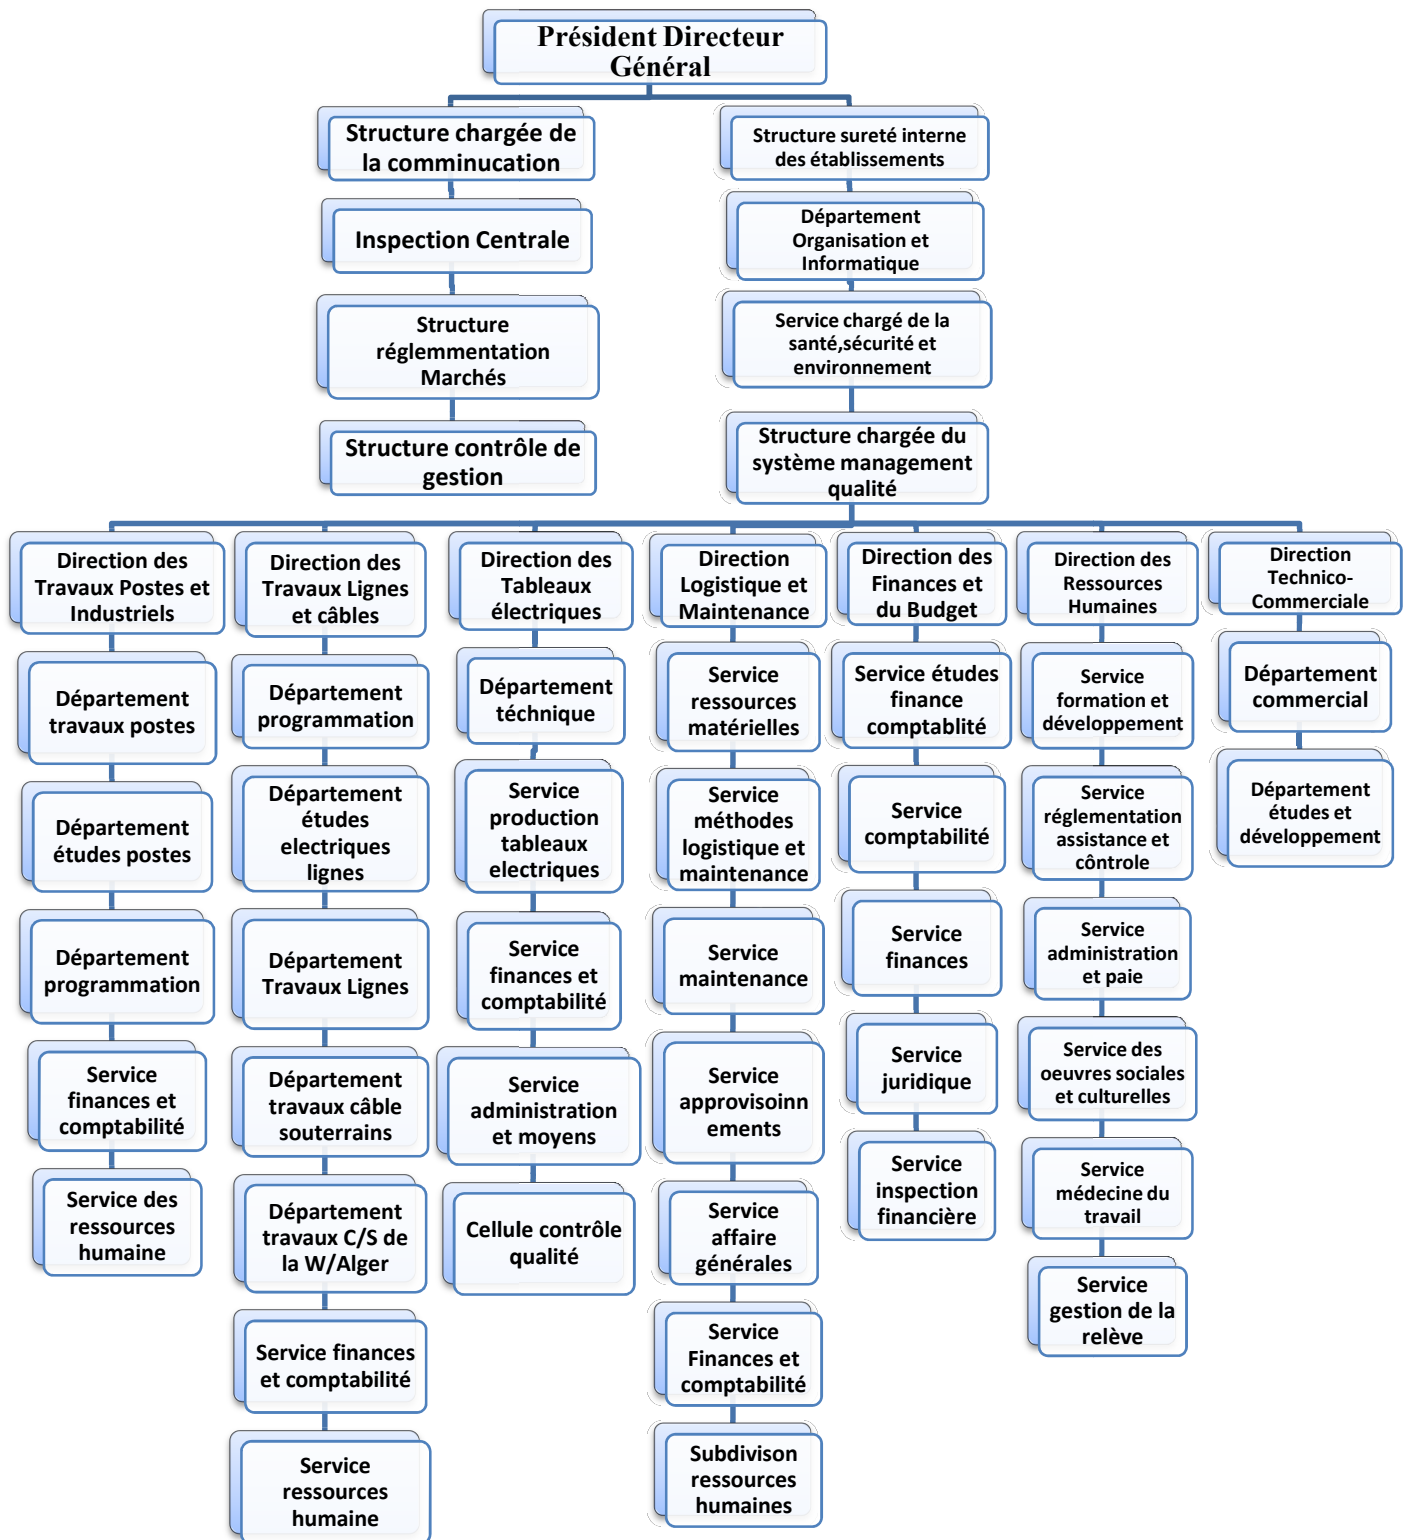 Président Directeur
Général
Structure chargée de
la comminucation
Structure sureté interne
des établissements
Inspection Centrale
Département
Organisation et
Informatique
Structure
réglemmentation
Marchés
Service chargé de la
santé,sécurité et
environnement
Structure contrôle de
gestion
Structure chargée du
système management
qualité
Direction des
Travaux Postes et
Industriels
Département
travaux postes
Département
études postes
Département
programmation
Service
finances et
comptabilité
Service des
ressources
humaine
Direction des
Travaux Lignes
et câbles
Département
programmation
Département
études
electriques
lignes
Département
Travaux Lignes
Département
travaux câble
souterrains
Département
travaux C/S de
la W/Alger
Service finances
et comptabilité
Service
ressources
humaine
Direction des
Tableaux
électriques
Département
téchnique
Service
production
tableaux
electriques
Service
finances et
comptabilité
Service
administration
et moyens
Cellule contrôle
qualité
Direction
Logistique et
Maintenance
Service
ressources
matérielles
Service
méthodes
logistique et
maintenance
Service
maintenance
Service
approvisoinn
ements
Service
affaire
générales
Service
Finances et
comptabilité
Subdivison
ressources
humaines
Direction des
Finances et
du Budget
Service études
finance
comptablité
Service
comptabilité
Service
finances
Service
juridique
Service
inspection
financière
Direction des
Ressources
Humaines
Service
formation et
développement
Service
réglementation
assistance et
côntrole
Service
administration
et paie
Service des
oeuvres sociales
et culturelles
Service
médecine du
travail
Service
gestion de la
relève
Direction
Technico-
Commerciale
Département
commercial
Département
études et
développement